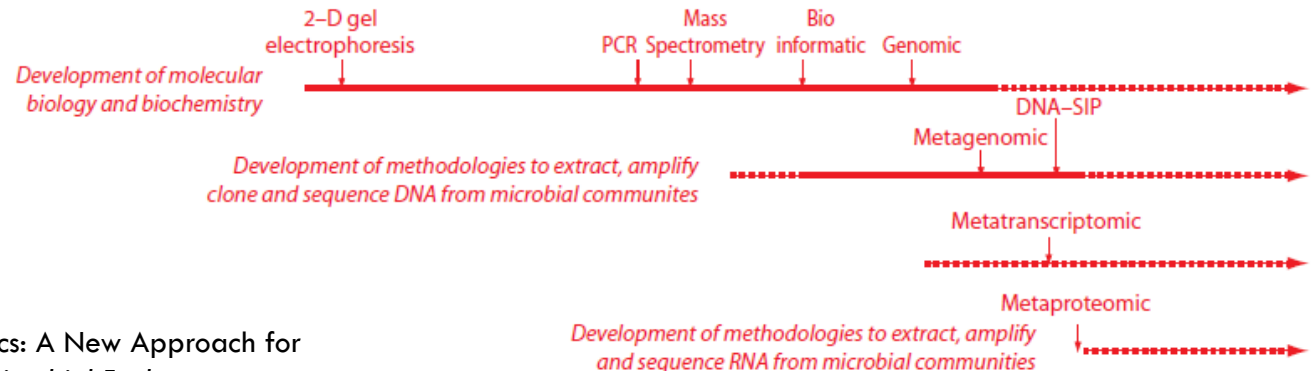 2–D gel
electrophoresis
PCR
Mass
Spectrometry
Bio
informatic
Genomic
Development of molecular
biology and biochemistry
DNA–SIP
Metagenomic
Development of methodologies to extract, amplify
clone and sequence DNA from microbial communites
Metatranscriptomic
Metaproteomic
Development of methodologies to extract, amplify
and sequence RNA from microbial communities
cs: A New Approach for